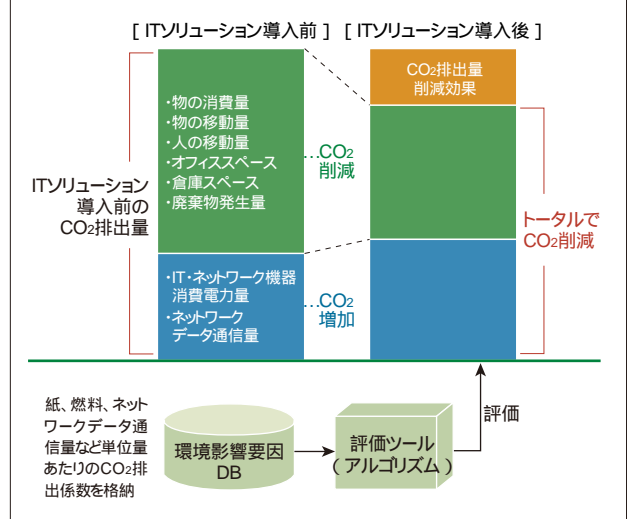 [ ITソリューション導入前 ]
[ ITソリューション導入後 ]
CO2排出量
削減効果
・物の消費量
・物の移動量
・人の移動量
・オフィススペース
・倉庫スペース
・廃棄物発生量
…CO2
削減
ITソリューション
導入前の
CO2排出量
トータルで
CO2削減
・IT・ネットワーク機器
消費電力量
・ネットワーク
データ通信量
…CO2
増加
紙、燃料、ネット
ワークデータ通
信量など単位量
あたりのCO2排
出係数を格納
環境影響要因
DB
評価ツール
(アルゴリズム)
評価